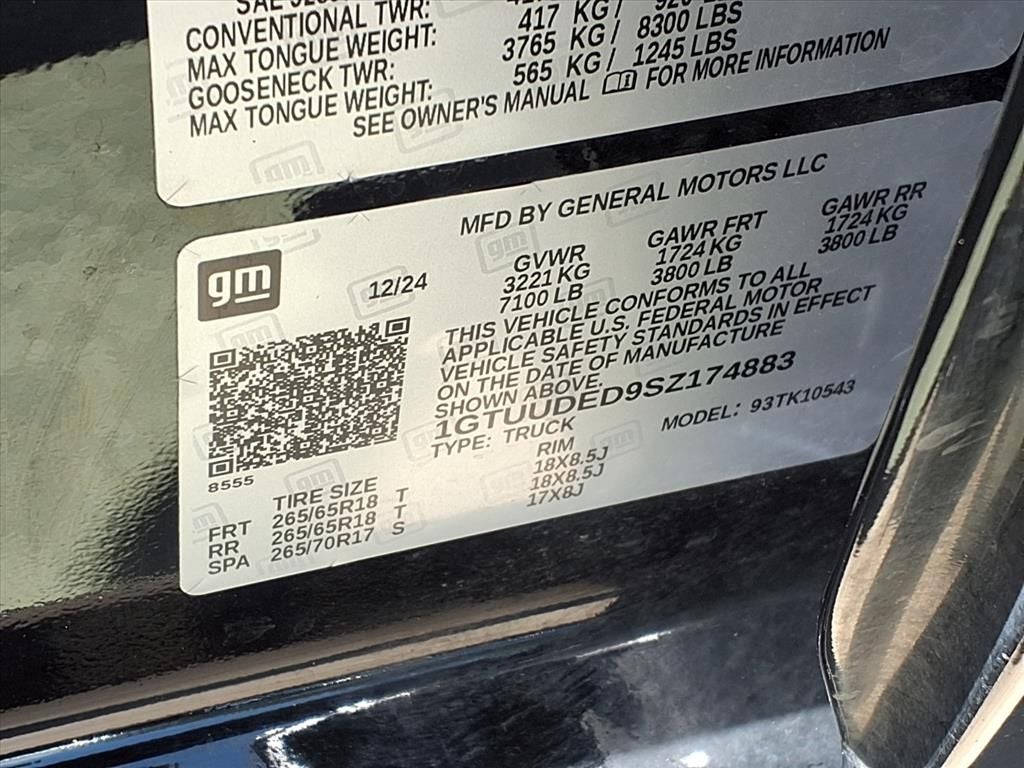 CONVENTIONAL TWR:
MAX TONGUE WEIGHT: 417 KG/ 920 LBS
GOOSENECK TWR: 3765 KG/ 8300 LBS
MAX TONGUE WEIGHT: 565 KG/ 1245 LBS
SEE OWNER'S MANUAL FOR MORE INFORMATION
MFD BY GENERAL MOTORS LLC
gm
12/24
GVWR GAWR FRT GAWR RR
3221 KG 1724 KG 1724 KG
7100 LB 3800 LB 3800 LB
THIS VEHICLE CONFORMS TO ALL
APPLICABLE U.S. FEDERAL MOTOR
VEHICLE SAFETY STANDARDS IN EFFECT
ON THE DATE OF MANUFACTURE
SHOWN ABOVE.
1GTUUDED9SZ174883
TYPE: TRUCK MODEL: 93TK10543
8555
TIRE SIZE RIM
FRT 265/65R18 T 18X8.5J
RR 265/65R18 T 18X8.5J
SPA 265/70R17 S 17X8J